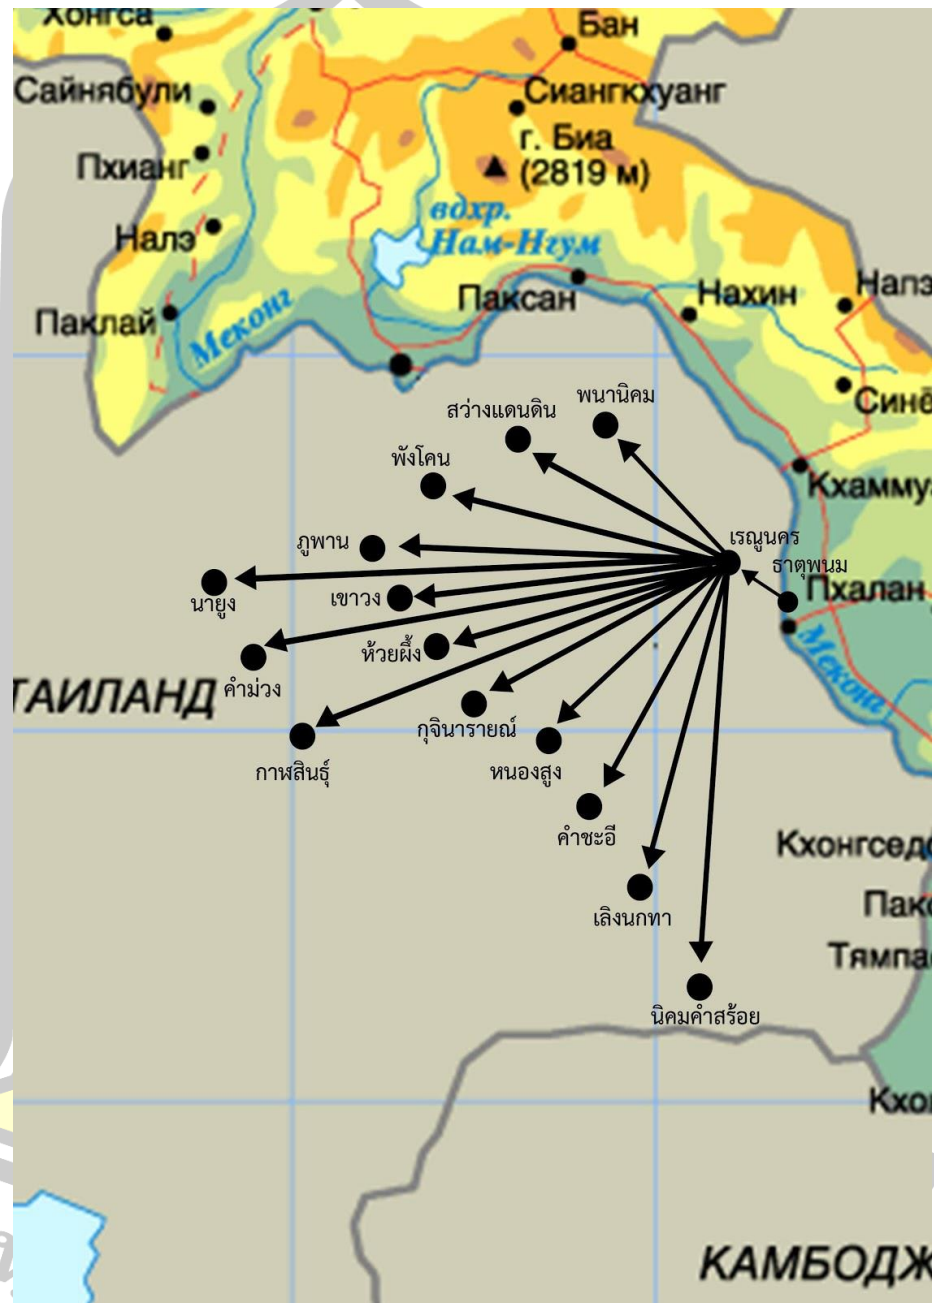 Хонгса
Бан
Сайнябули
Сиангкхуанг
г. Биа
(2819 м)
Пхианг
вдхр.
Нам-Нгум
Налэ
Паксан
Нахин
Напэ
Паклай
Меконг
พนานิคม
Синё
สว่างแดนดิน
พังโคน
Кхамму
เรณูนคร
ภูพาน
ธาตุพนม
Пхалан
นายูง
เขาวง
ห้วยผึ้ง
Меконг
คำม่วง
ТАИЛАНД
กุจินารายณ์
กาฬสินธุ์
หนองสูง
คำชะอี
Кхонгсед
เลิงนกทา
Пак
Тямпа
นิคมคำสร้อย
Кхо
КАМБОДЖ